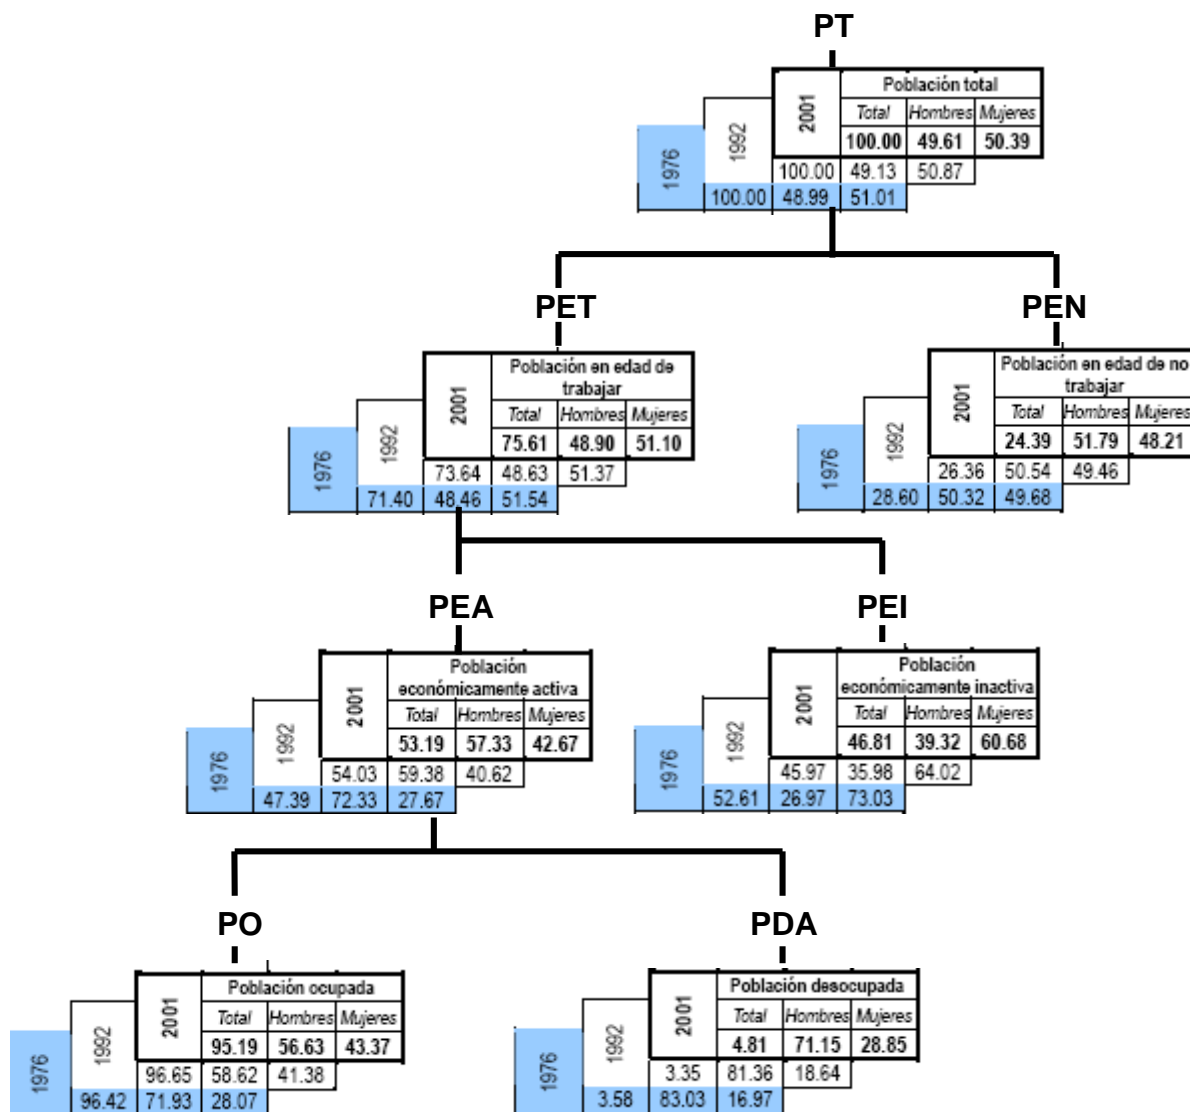 PT
Población total
2001
Total Hombres Mujeres
1992
100.00 49.61 50.39
1976
100.00 49.13 50.87
100.00 48.99 51.01
PET
Población en edad de
trabajar
2001
Total Hombres Mujeres
1992
75.61 48.90 51.10
1976
73.64 48.63 51.37
71.40 48.46 51.54
PEN
Población en edad de no
trabajar
2001
Total Hombres Mujeres
1992
24.39 51.79 48.21
1976
26.36 50.54 49.46
28.60 50.32 49.68
PEA
Población
económicamente activa
2001
Total Hombres Mujeres
1992
53.19 57.33 42.67
1976
54.03 59.38 40.62
47.39 72.33 27.67
PEI
Población
económicamente inactiva
2001
Total Hombres Mujeres
1992
46.81 39.32 60.68
1976
45.97 35.98 64.02
52.61 26.97 73.03
PO
Población ocupada
2001
Total Hombres Mujeres
1992
95.19 56.63 43.37
1976
96.65 58.62 41.38
96.42 71.93 28.07
PDA
Población desocupada
2001
Total Hombres Mujeres
1992
4.81 71.15 28.85
1976
3.35 81.36 18.64
3.58 83.03 16.97